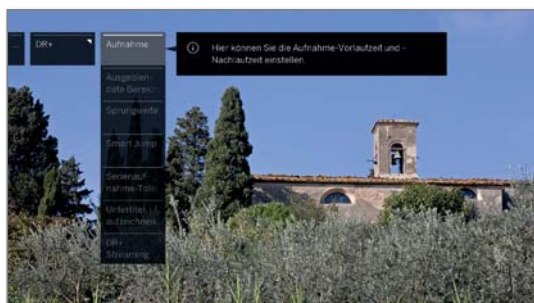 ...
DR+
Aufnahme
Hier können Sie die Aufnahme-Vorlaufzeit und -
Nachlaufzeit einstellen.
Ausgeblen-
dete Bereich
Sprungweite
Smart Jump
Serienauf-
nahme-Tole
Untertitel
aufzeichnen
DR+
Streaming